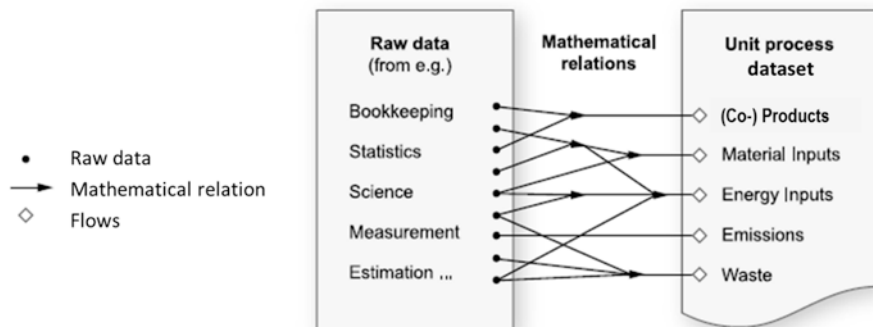 Raw data
(from e.g.)
Bookkeeping
Statistics
Science
Measurement
Estimation ...
Mathematical
relations
Unit process
dataset
(Co-) Products
Material Inputs
Energy Inputs
Emissions
Waste
Raw data
Mathematical relation
Flows